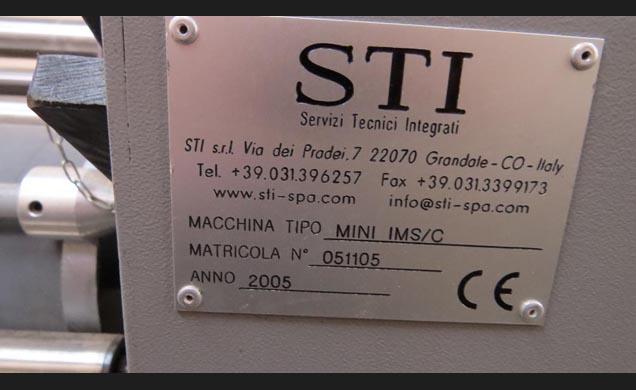 STI
Servizi Tecnici Integrati
STI s.r.l. Via dei Pradei,7 22070 Grandate-CO-Italy
Tel. +39.031.396257 Fax +39.031.3399173
www.sti-spa.com info@sti-spa.com
MACCHINA TIPO MINI IMS/C
MATRICOLA N° 051105
ANNO 2005
CE